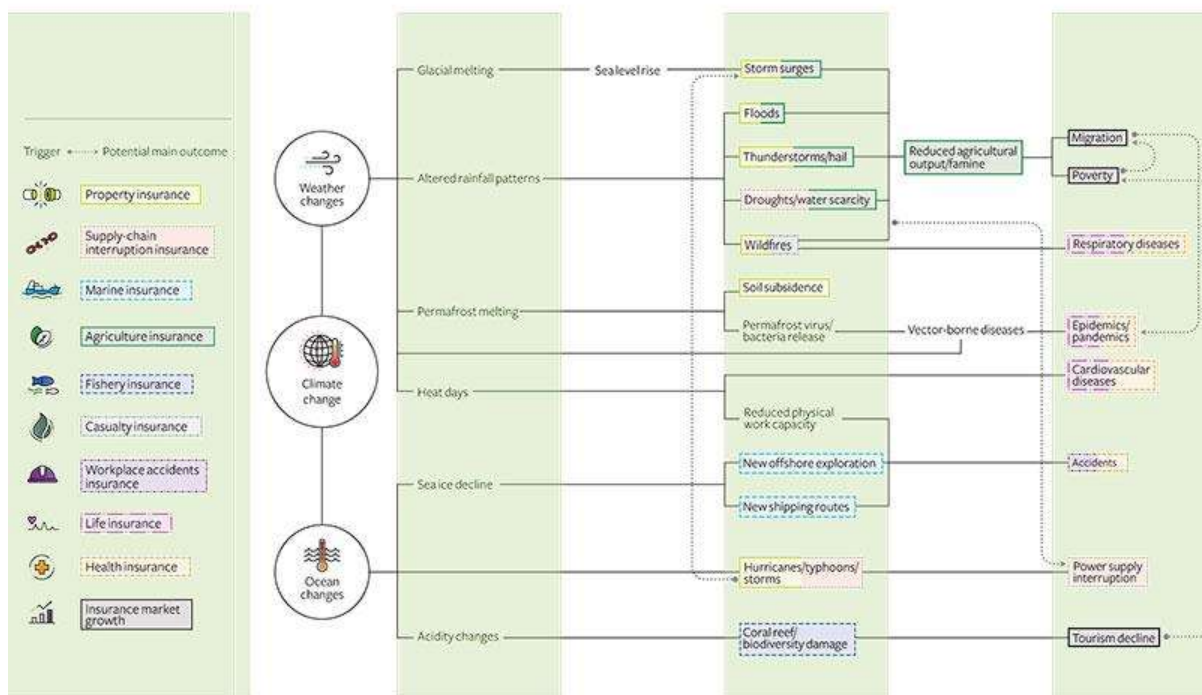 Trigger Potential main outcome
Property insurance
Supply-chain
interruption insurance
Marine insurance
Agriculture insurance
Fishery insurance
Casualty insurance
Workplace accidents
insurance
Life insurance
Health insurance
Insurance market
growth
Weather
changes
Climate
change
Ocean
changes
Glacial melting
Altered rainfall patterns
Permafrost melting
Heat days
Sea ice decline
Acidity changes
Sea level rise
Storm surges
Floods
Thunderstorms/hail
Droughts/water scarcity
Wildfires
Soil subsidence
Permafrost virus/
bacteria release
Reduced physical
work capacity
New offshore exploration
New shipping routes
Hurricanes/typhoons/
storms
Coral reef/
biodiversity damage
Reduced agricultural
output/famine
Vector-borne diseases
Migration
Poverty
Respiratory diseases
Epidemics/
pandemics
Cardiovascular
diseases
Accidents
Power supply
interruption
Tourism decline